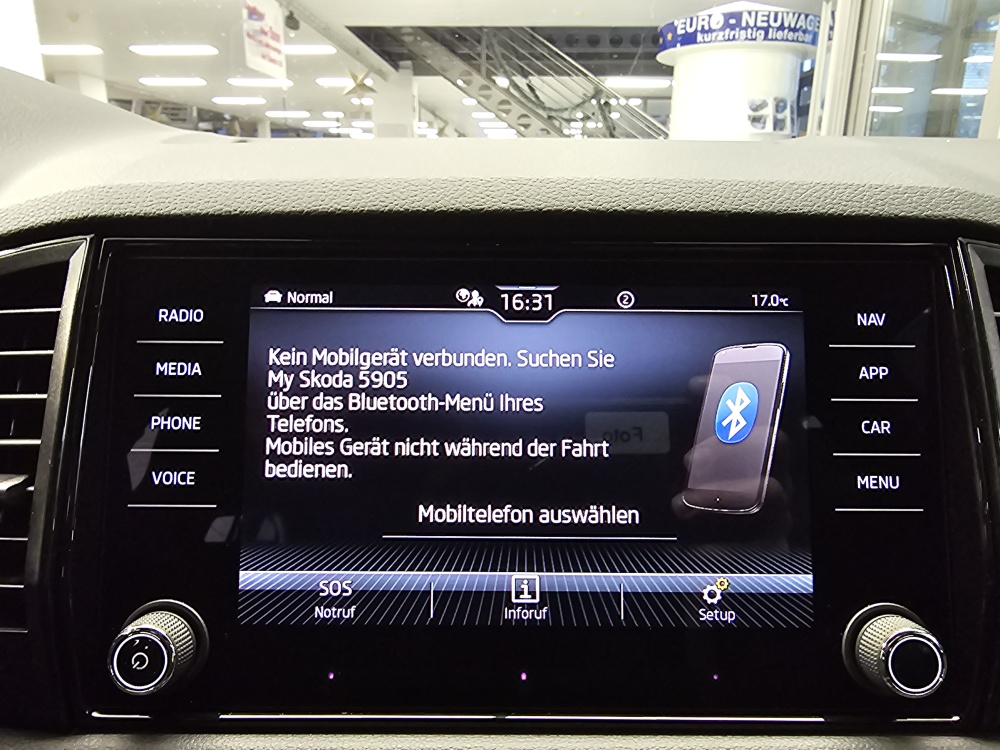 EURO - NEUWAGE
kurzfristig lieferbar
Normal
16:31
2
17.0°C
RADIO
MEDIA
PHONE
VOICE
Kein Mobilgerät verbunden. Suchen Sie
My Skoda 5905
über das Bluetooth-Menü Ihres
Telefons.
Mobiles Gerät nicht während der Fahrt
bedienen.
Foto
Mobiltelefon auswählen
NAV
APP
CAR
MENU
SOS
Notruf
i
Inforuf
Setup